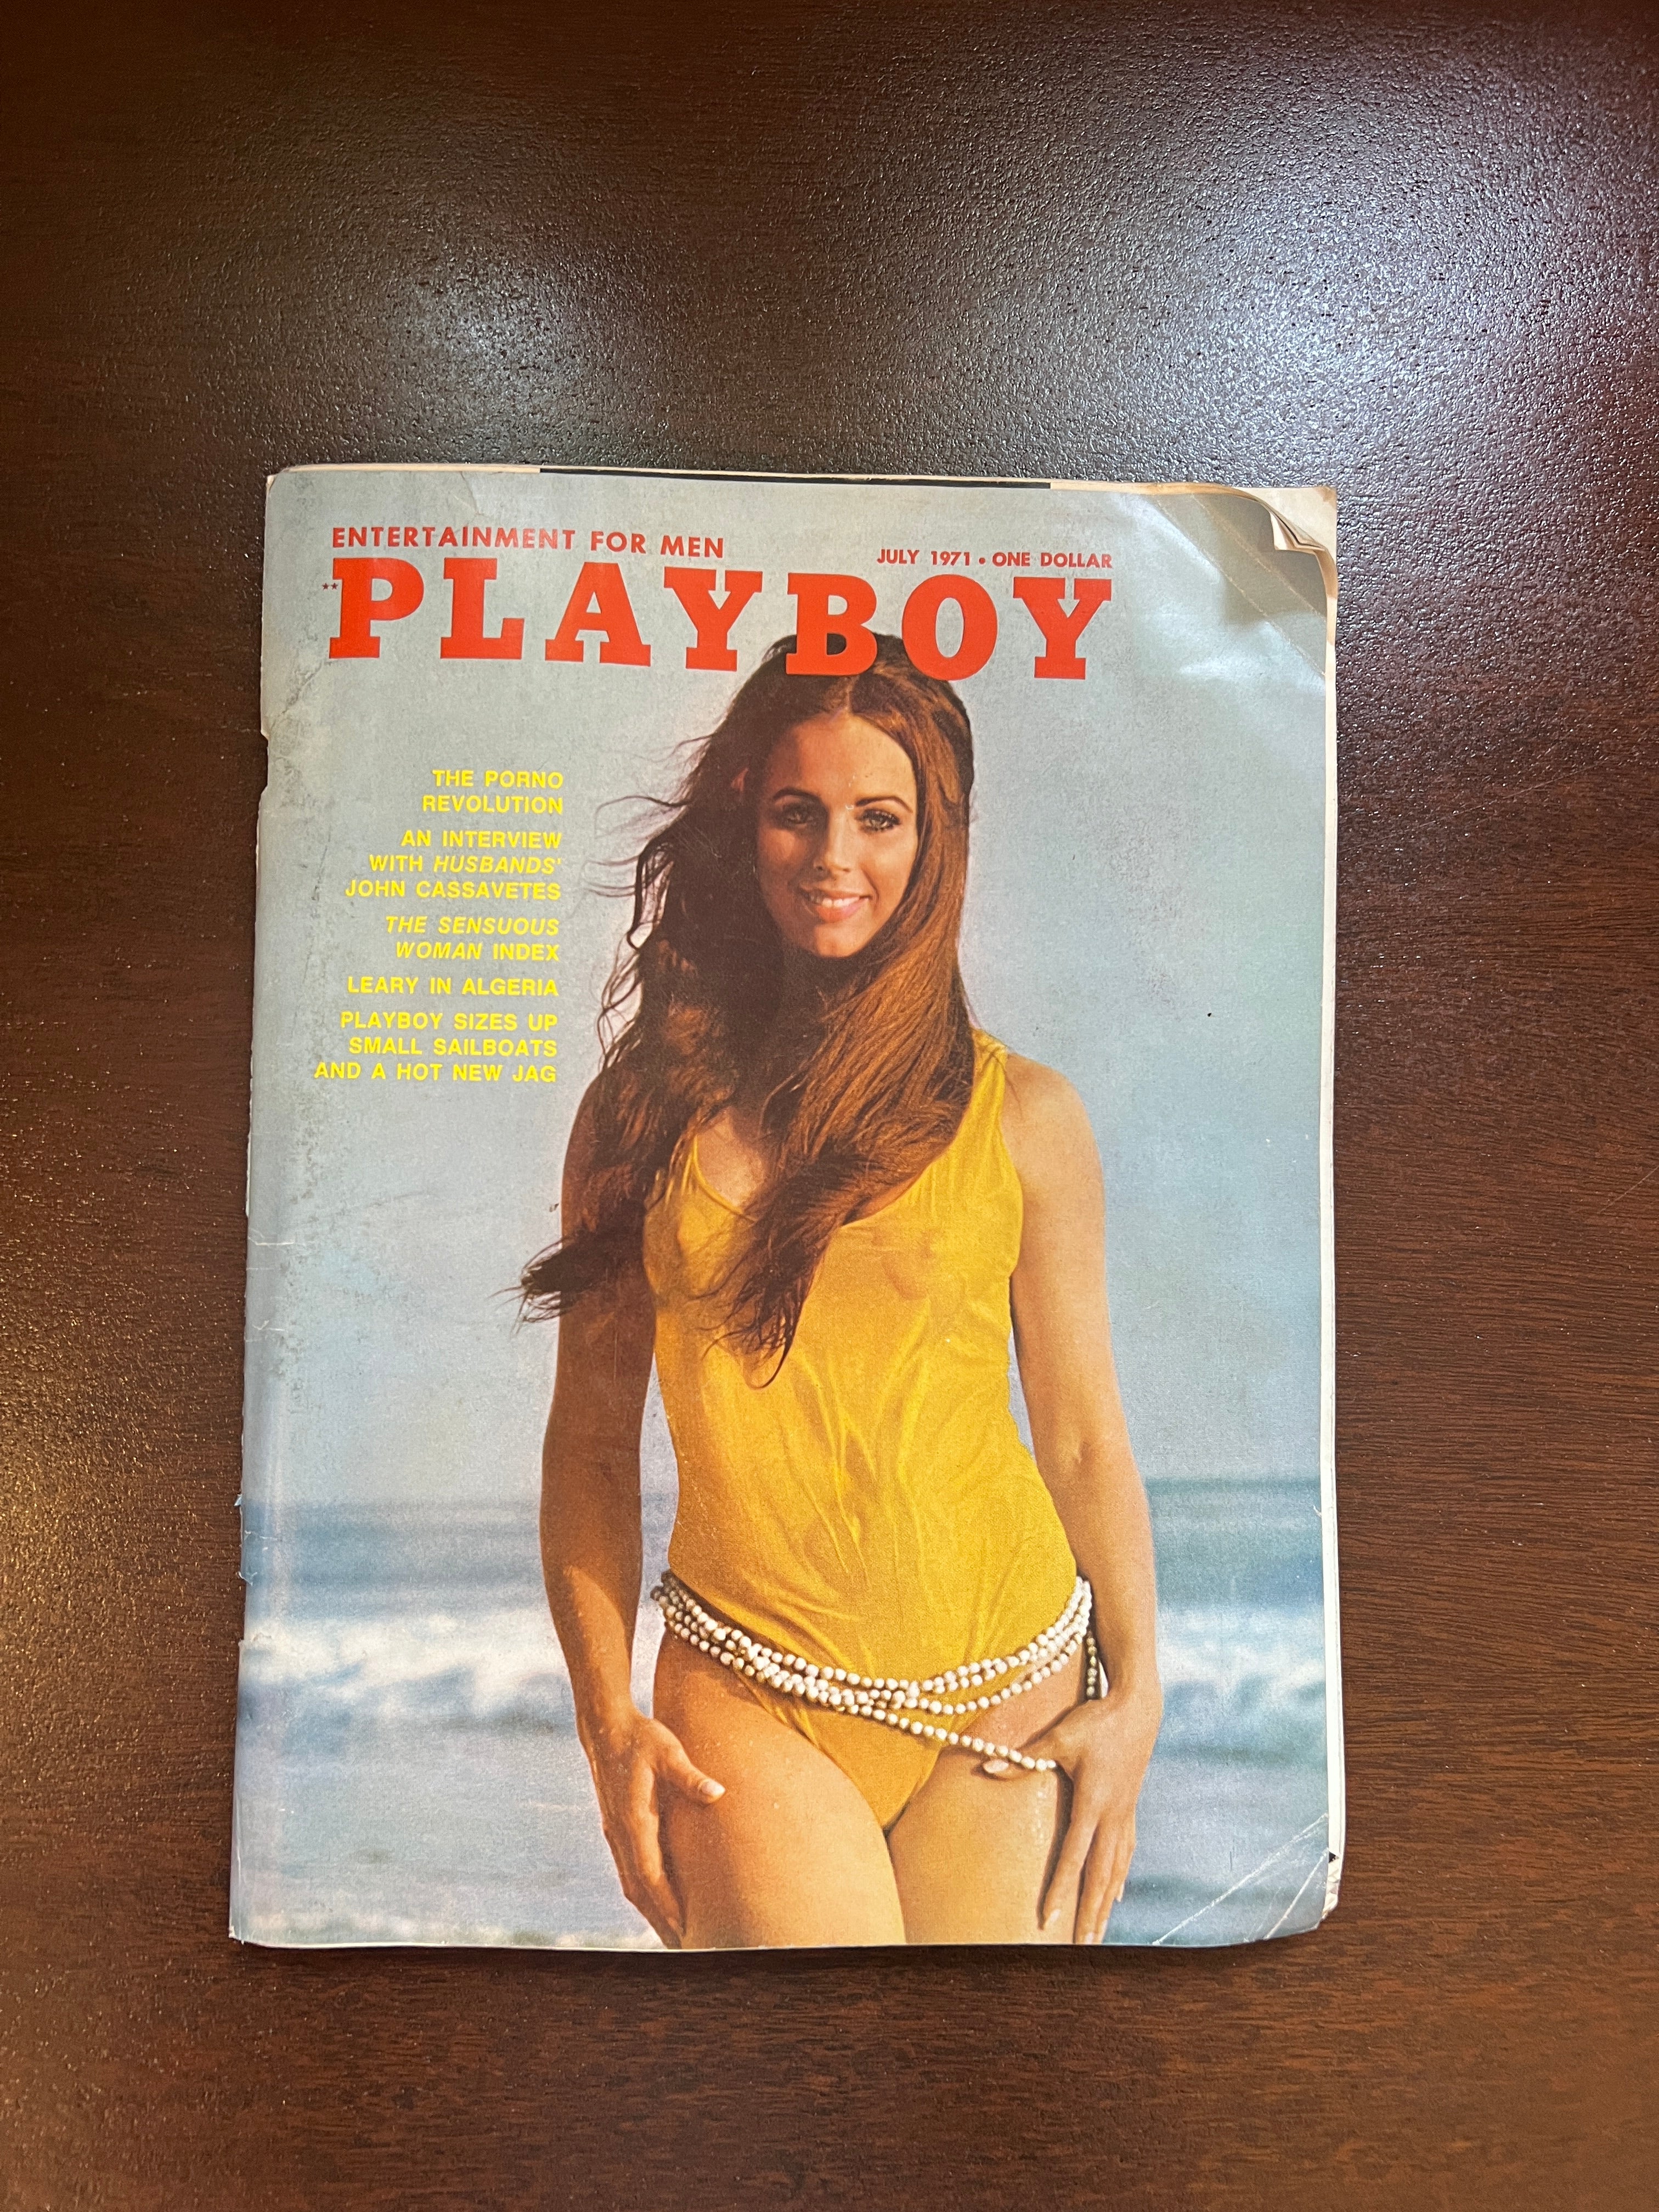 ENTERTAINMENT FOR MEN
JULY 1971 • ONE DOLLAR
**PLAYBOY
THE PORNO
REVOLUTION
AN INTERVIEW
WITH HUSBANDS'
JOHN CASSAVETES
THE SENSUOUS
WOMAN INDEX
LEARY IN ALGERIA
PLAYBOY SIZES UP
SMALL SAILBOATS
AND A HOT NEW JAG